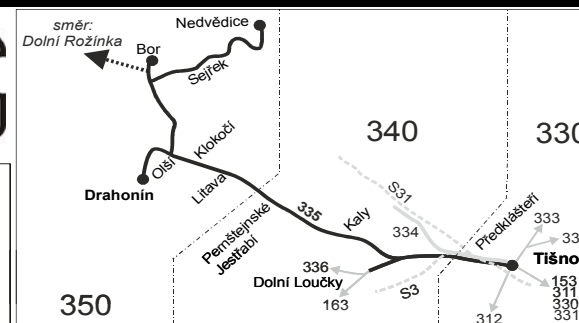 směr:
Dolní Rožínka
Nedvědice
Bor
Sejřek
340
330
Klokočí
Olší
Drahonín
Litava
S31
335
Kaly
Předklášteří
333
334
33
Pernštejnské
Jestřabí
Tišno
336
Dolní Loučky
153
311
330
331
163
S3
312
350